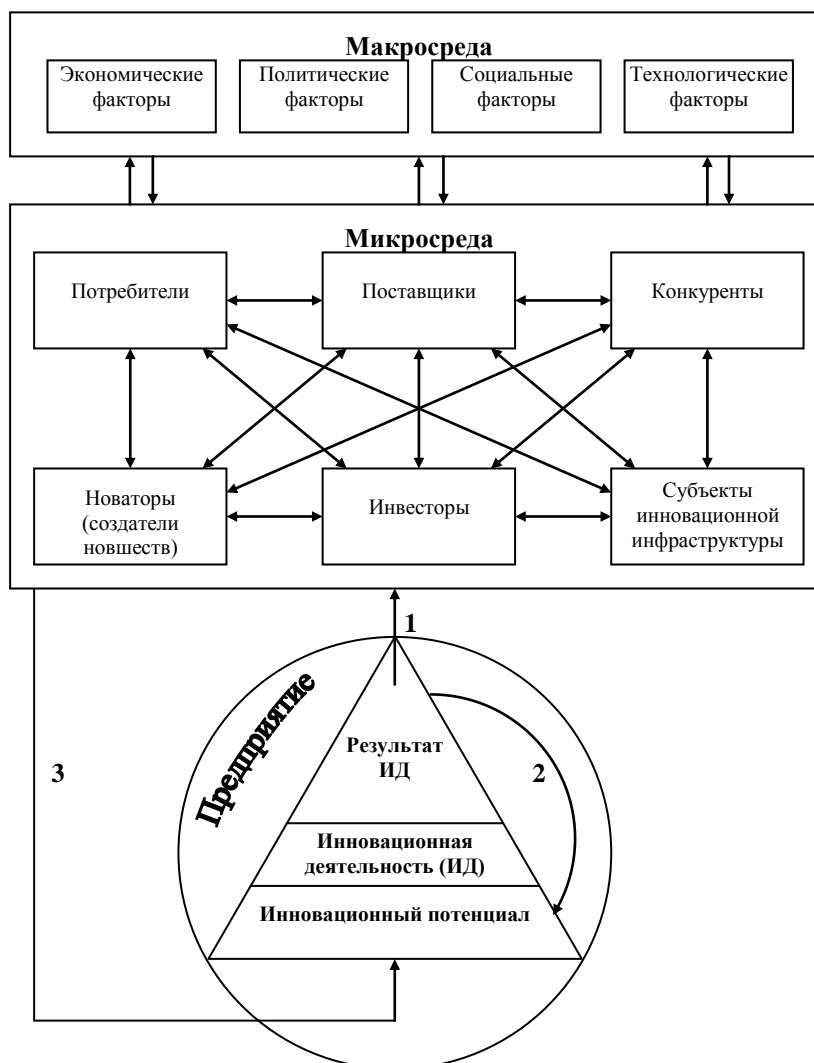 Макросреда
Экономические
факторы
Политические
факторы
Социальные
факторы
Технологические
факторы
Микросреда
Потребители
Поставщики
Конкуренты
Новаторы
(создатели
новшеств)
Инвесторы
Субъекты
инновационной
инфраструктуры
1
Предприятие
Результат
ИД
2
3
Инновационная
деятельность (ИД)
Инновационный потенциал